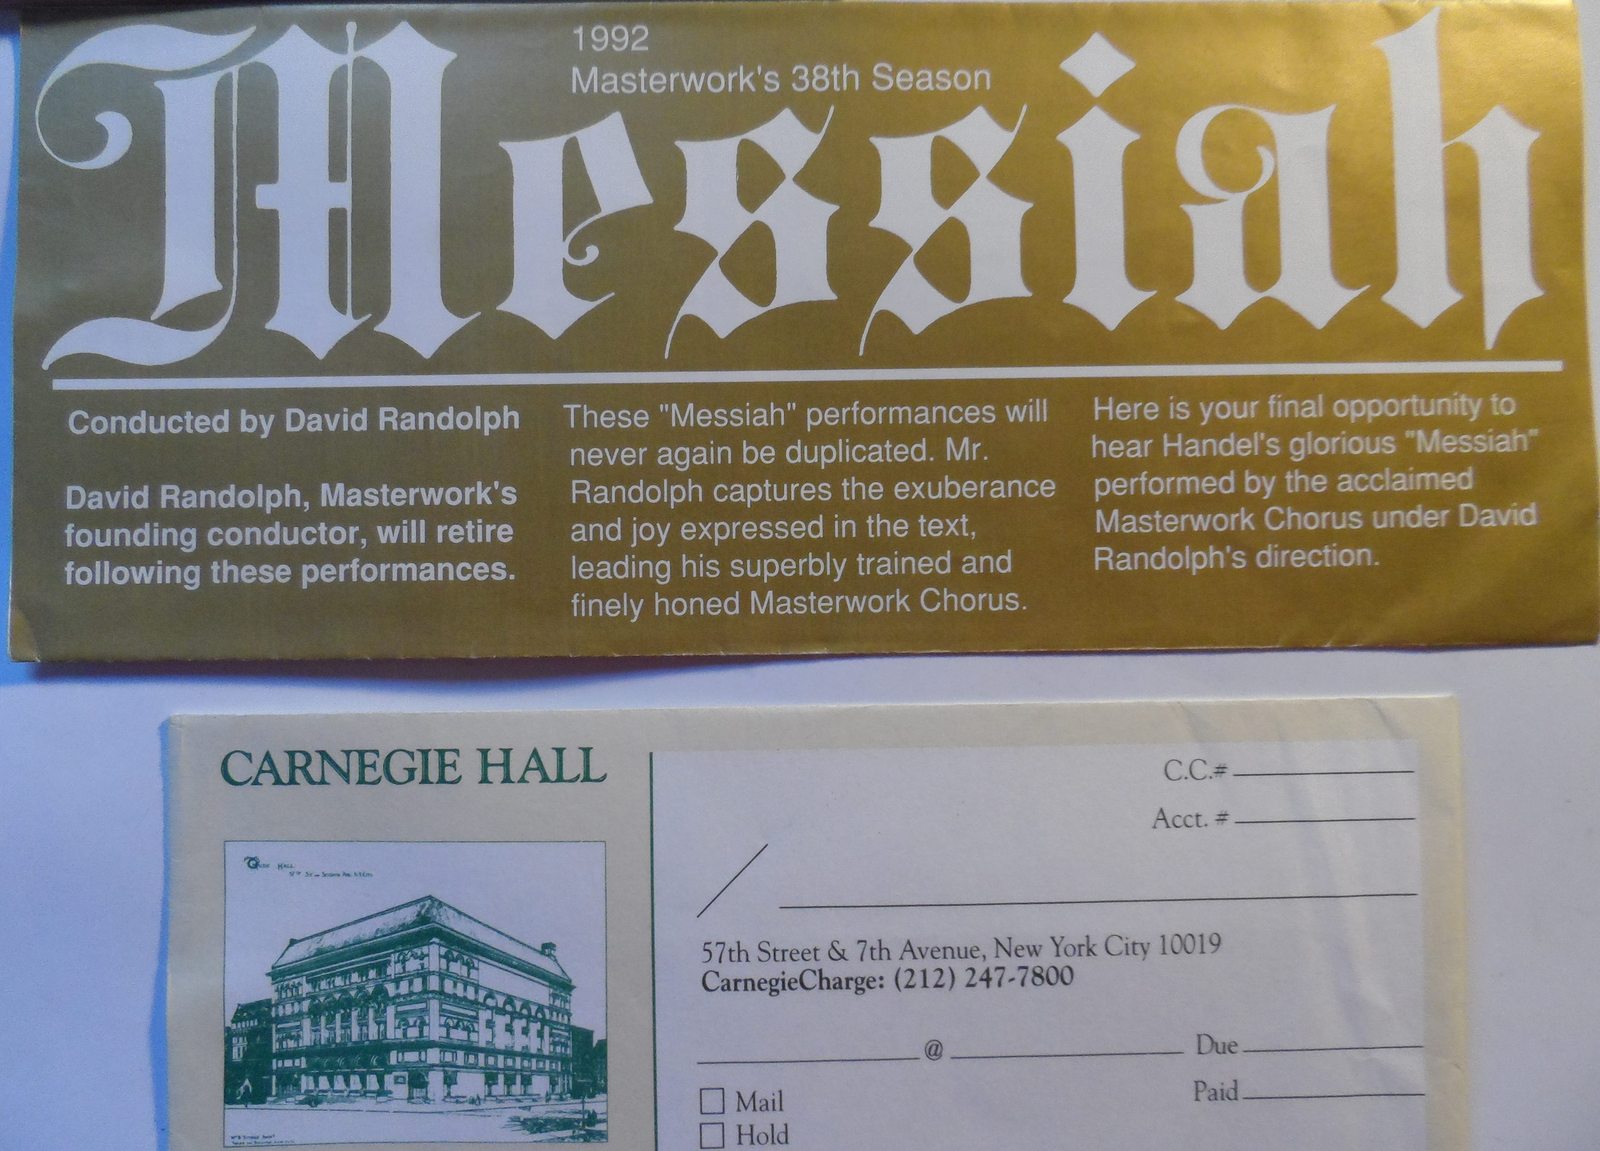 1992
Masterwork's 38th Season
Messiah
Conducted by David Randolph
David Randolph, Masterwork's
founding conductor, will retire
following these performances.
These "Messiah" performances will
never again be duplicated. Mr.
Randolph captures the exuberance
and joy expressed in the text,
leading his superbly trained and
finely honed Masterwork Chorus.
Here is your final opportunity to
hear Handel's glorious "Messiah"
performed by the acclaimed
Masterwork Chorus under David
Randolph's direction.
CARNEGIE HALL
C.C.#
Acct. #
/
57th Street & 7th Avenue, New York City 10019
CarnegieCharge: (212) 247-7800
@
Due
Mail
Paid
Hold